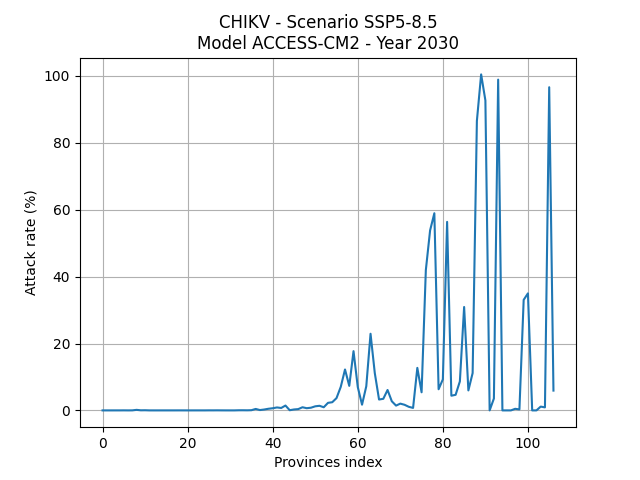 CHIKV - Scenario SSP5-8.5
Model ACCESS-CM2 - Year 2030
100
80
60
40
20
0
Attack rate (%)
0 20 40 60 80 100
Provinces index